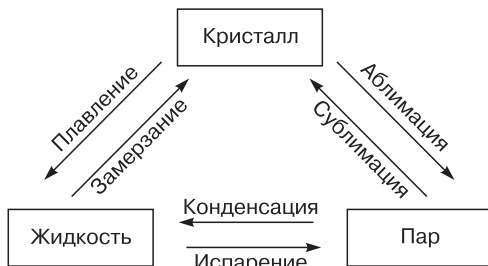 Кристалл
Плавление
Замерзание
Аблимация
Сублимация
Конденсация
Жидкость
Пар
Испарение